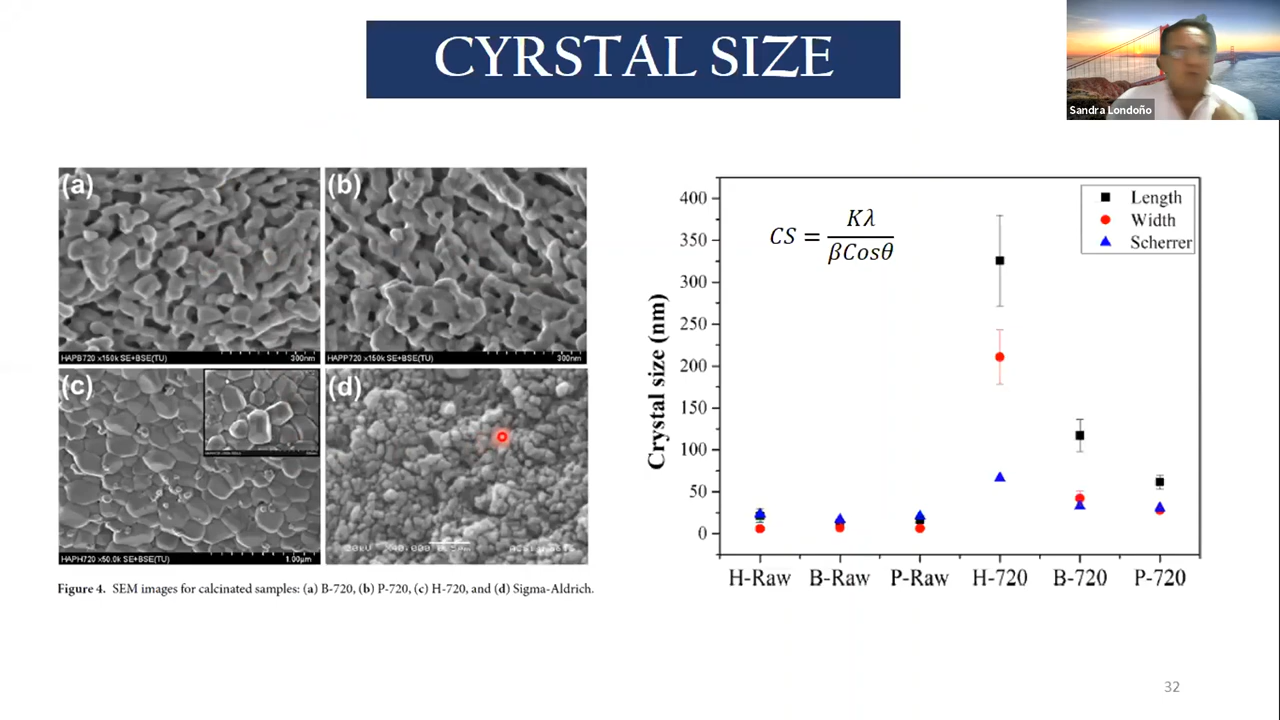 CYRSTAL SIZE
Sandra Londoño
(a)
(b)
HAPB720 x150k SE+BSE(TU)
300nm
HAPP720 x150k SE+BSE(TU)
300nm
(c)
(d)
HAPH720 x50.0k SE+BSE(TU)
1.00µm
Figure 4. SEM images for calcinated samples: (a) B-720, (b) P-720, (c) H-720, and (d) Sigma-Aldrich.
CS = Kλ / βCosθ
Length
Width
Scherrer
Crystal size (nm)
400
350
300
250
200
150
100
50
0
H-Raw B-Raw P-Raw H-720 B-720 P-720
32